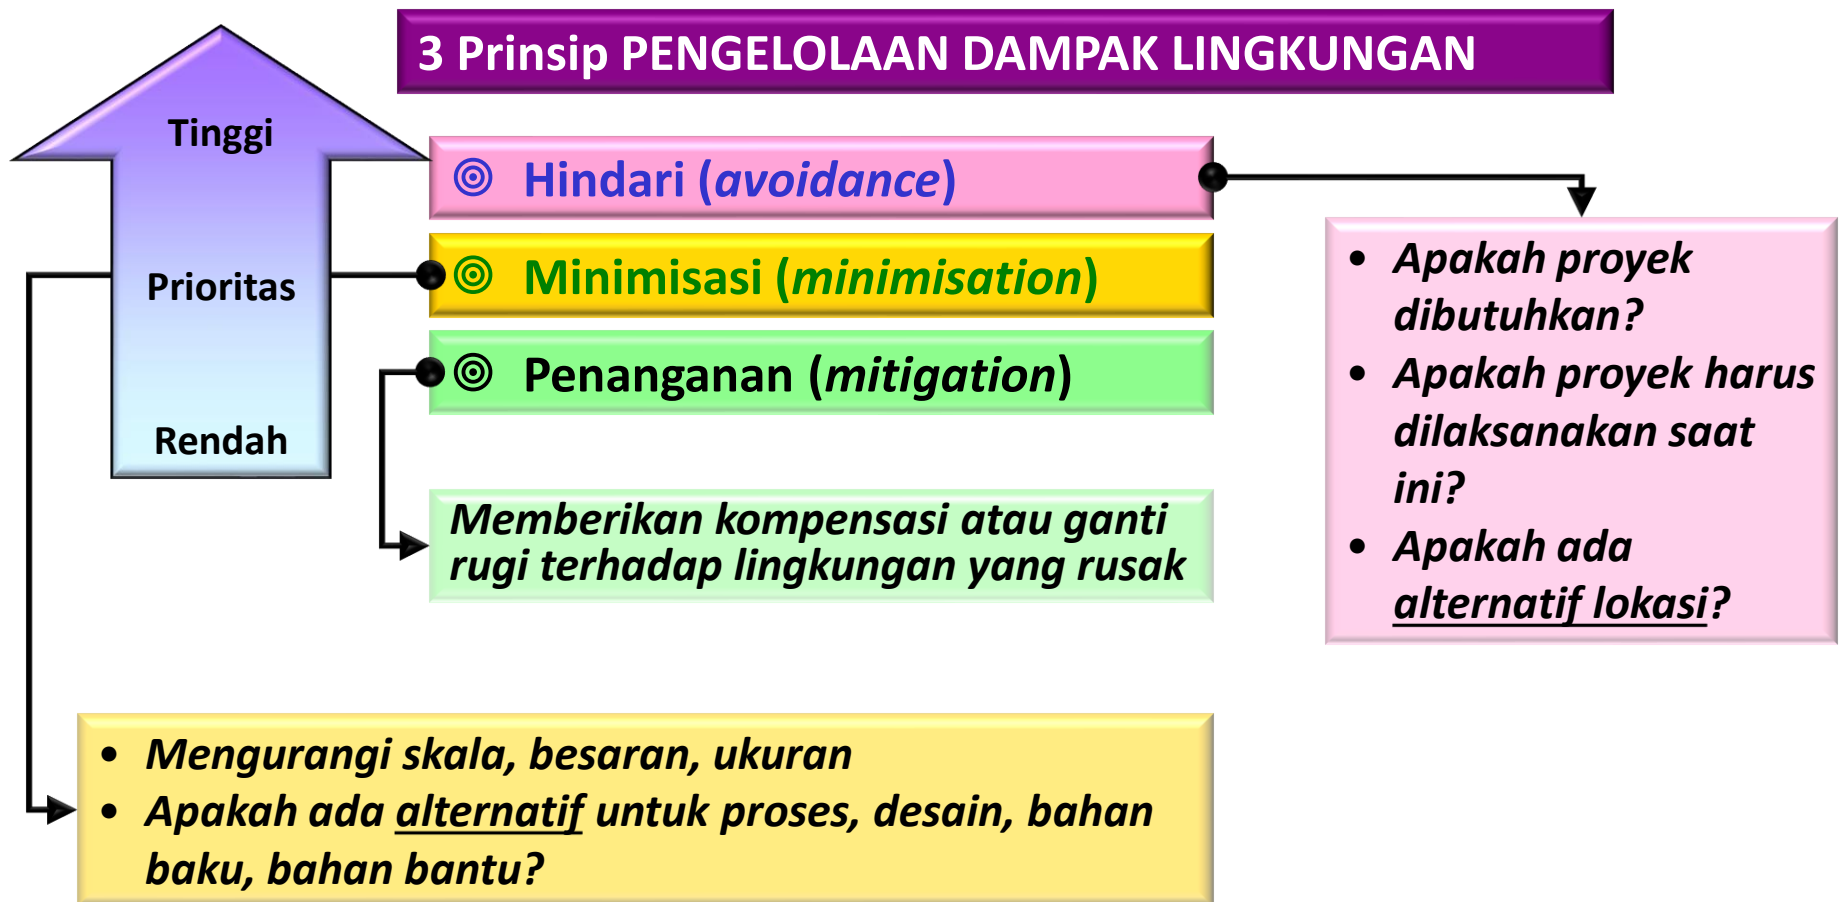 3 Prinsip PENGELOLAAN DAMPAK LINGKUNGAN
Tinggi
Prioritas
Rendah
Hindari (avoidance)
Minimisasi (minimisation)
Penanganan (mitigation)
• Apakah proyek
dibutuhkan?
• Apakah proyek harus
dilaksanakan saat
ini?
• Apakah ada
alternatif lokasi?
Memberikan kompensasi atau ganti
rugi terhadap lingkungan yang rusak
• Mengurangi skala, besaran, ukuran
• Apakah ada alternatif untuk proses, desain, bahan
baku, bahan bantu?